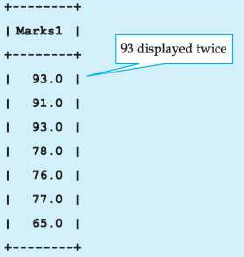 +--------+
| Marks1 |
+--------+
93 displayed twice
| 93.0 |
| 91.0 |
| 93.0 |
| 78.0 |
| 76.0 |
| 77.0 |
| 65.0 |
+--------+